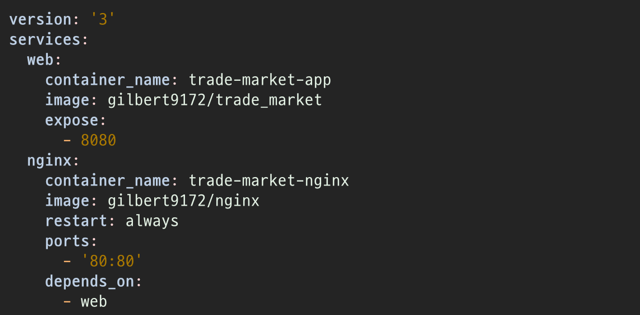 version: '3'
services:
  web:
    container_name: trade-market-app
    image: gilbert9172/trade_market
    expose:
      - 8080
  nginx:
    container_name: trade-market-nginx
    image: gilbert9172/nginx
    restart: always
    ports:
      - '80:80'
    depends_on:
      - web